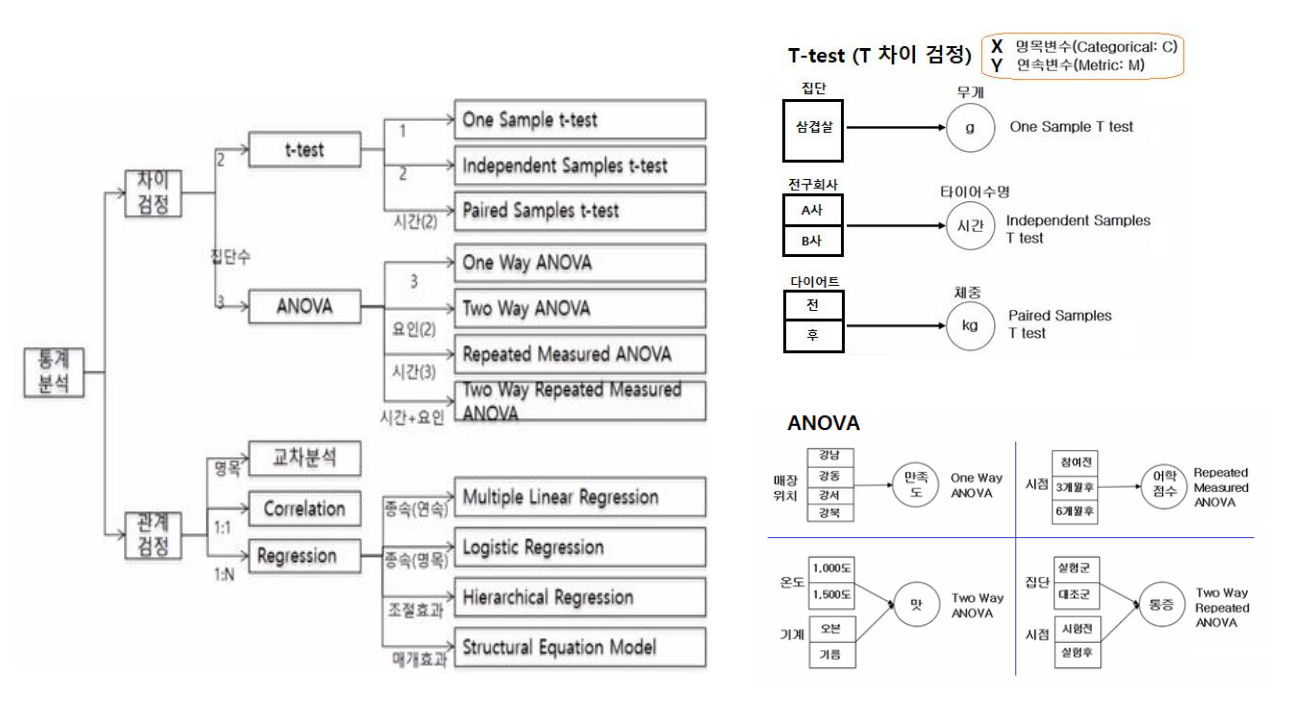 통계
분석
차이
검정
집단수
2
3
t-test
1
2
시간(2)
One Sample t-test
Independent Samples t-test
Paired Samples t-test
ANOVA
3
요인(2)
시간(3)
시간+요인
One Way ANOVA
Two Way ANOVA
Repeated Measured ANOVA
Two Way Repeated Measured
ANOVA
관계
검정
명목
1:1
1:N
교차분석
Correlation
Regression
종속(연속)
종속(명목)
조절효과
매개효과
Multiple Linear Regression
Logistic Regression
Hierarchical Regression
Structural Equation Model
T-test (T 차이 검정)
X 명목변수(Categorical: C)
Y 연속변수(Metric: M)
집단
삼겹살
무게
g
One Sample T test
전구회사
A사
B사
타이어수명
시간
Independent Samples
T test
다이어트
전
후
체중
kg
Paired Samples
T test
ANOVA
매장
위치
강남
강동
강서
강북
만족
도
One Way
ANOVA
시점
참여전
3개월후
6개월후
어학
점수
Repeated
Measured
ANOVA
온도
1,000도
1,500도
기계
오븐
기름
맛
Two Way
ANOVA
집단
실험군
대조군
시점
시험전
실험후
통증
Two Way
Repeated
ANOVA